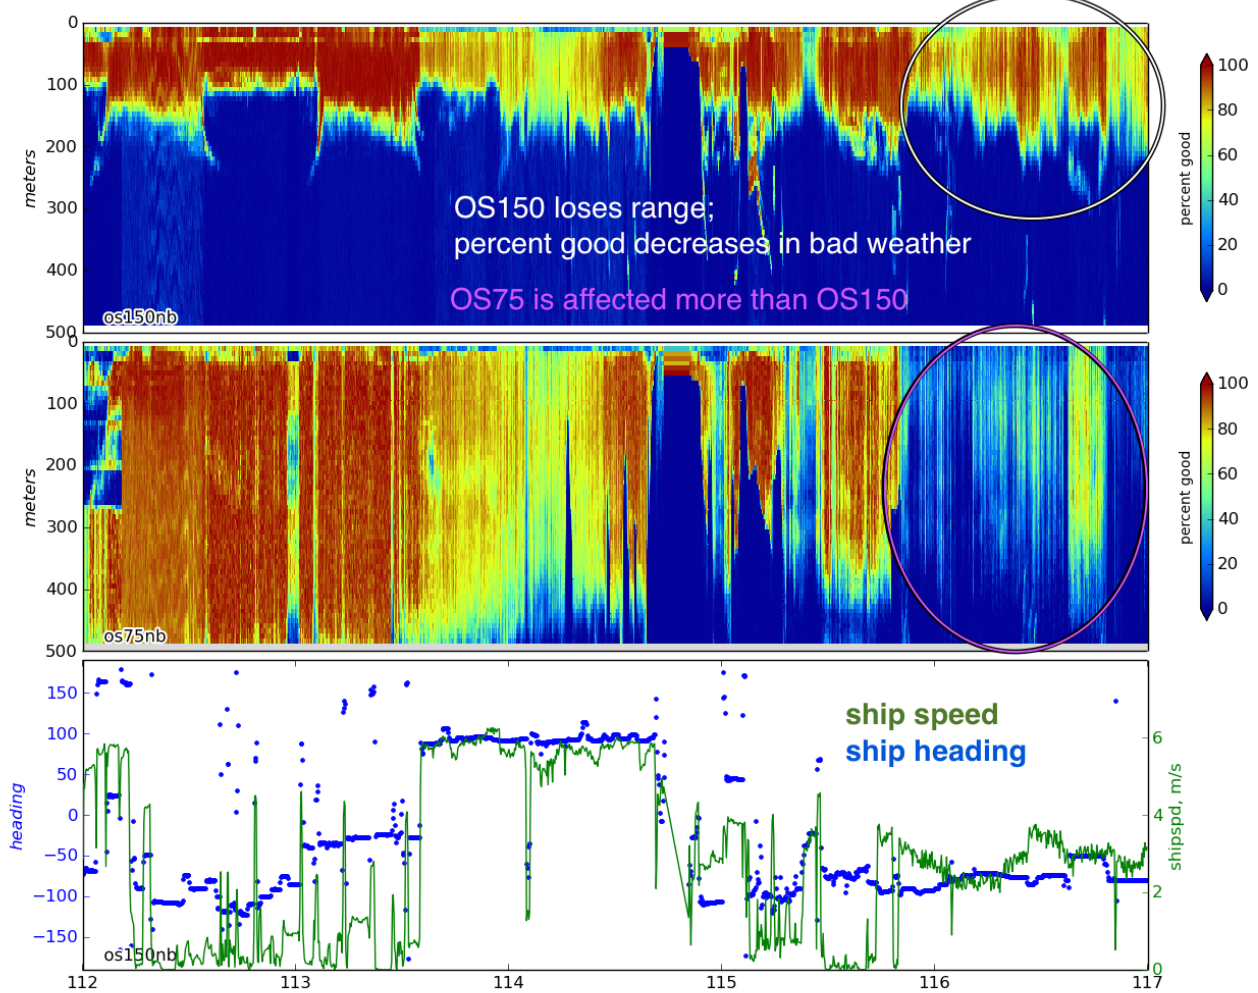 0
100
200
300
400
500
meters
OS150 loses range;
percent good decreases in bad weather
OS75 is affected more than OS150
os150nb
100
80
60
40
20
0
percent good
0
100
200
300
400
500
meters
os75nb
100
80
60
40
20
0
percent good
150
100
50
0
−50
−100
−150
heading
ship speed
ship heading
os150nb
6
4
2
0
shipspd, m/s
112
113
114
115
116
117